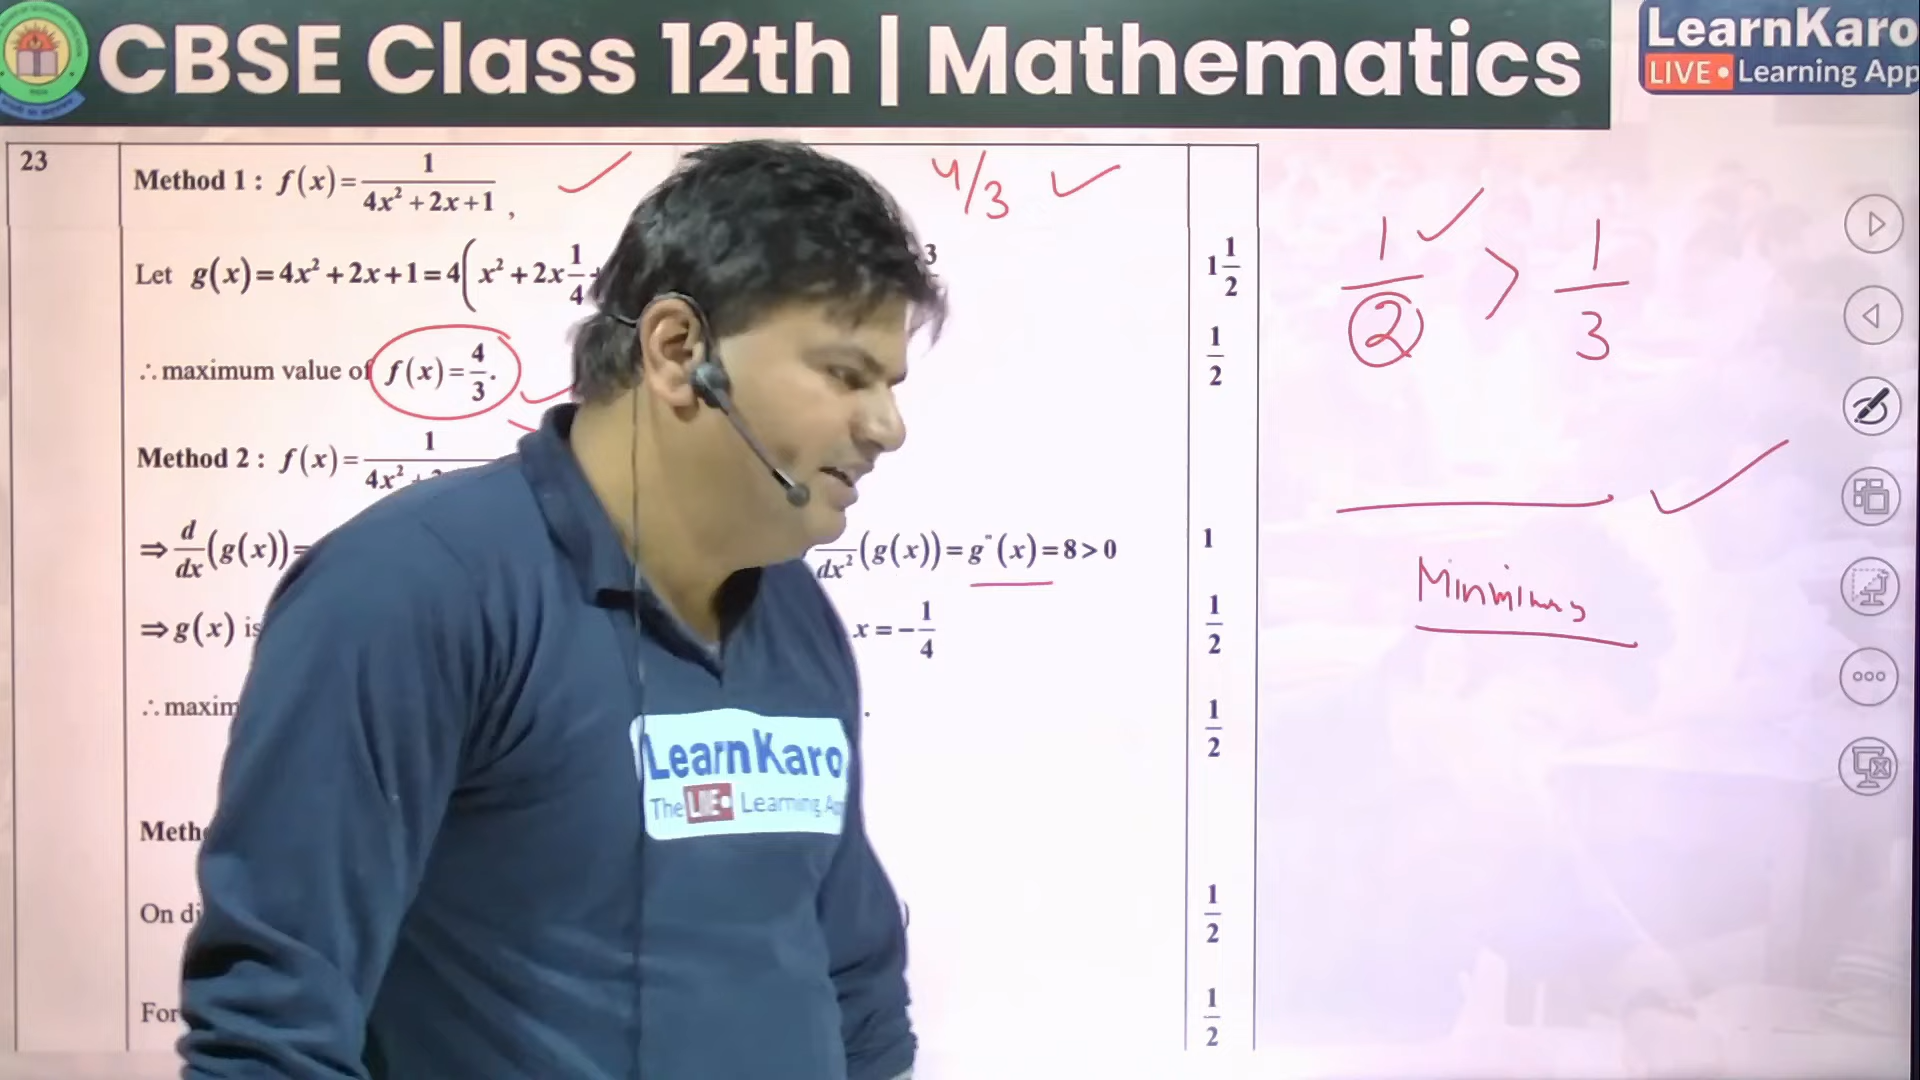 CBSE Class 12th | Mathematics
LearnKaro
LIVE • Learning App
23
Method 1 : f(x) = 1/(4x² + 2x + 1) ,
4/3 ✓
Let g(x) = 4x² + 2x + 1 = 4(x² + 2x 1/4 + 3
1 1/2
∴ maximum value of f(x) = 4/3.
1/2
1/2 > 1/3
Method 2 : f(x) = 1/4x²
⇒ d/dx (g(x)) = dx² (g(x)) = g"(x) = 8 > 0
1
Minimum
⇒ g(x) is x = − 1/4
1/2
∴ maxim .
1/2
LearnKaro
The LIVE• Learning App
Meth
On di )
1/2
For
1/2